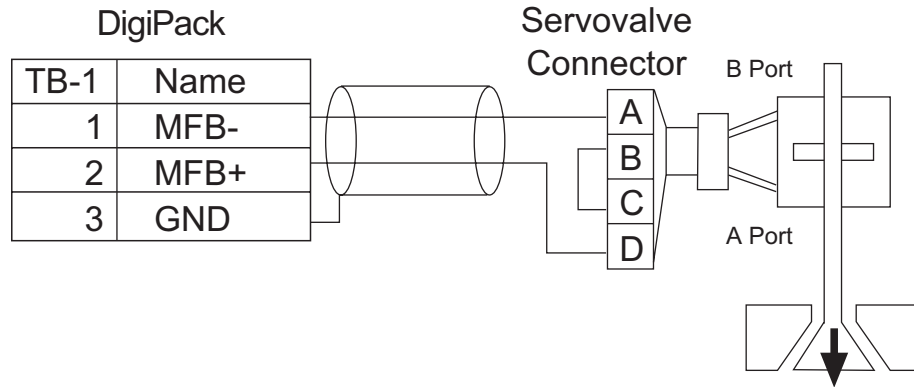 DigiPack
Servovalve
Connector
TB-1 Name
1 MFB-
2 MFB+
3 GND
A
B
C
D
B Port
A Port